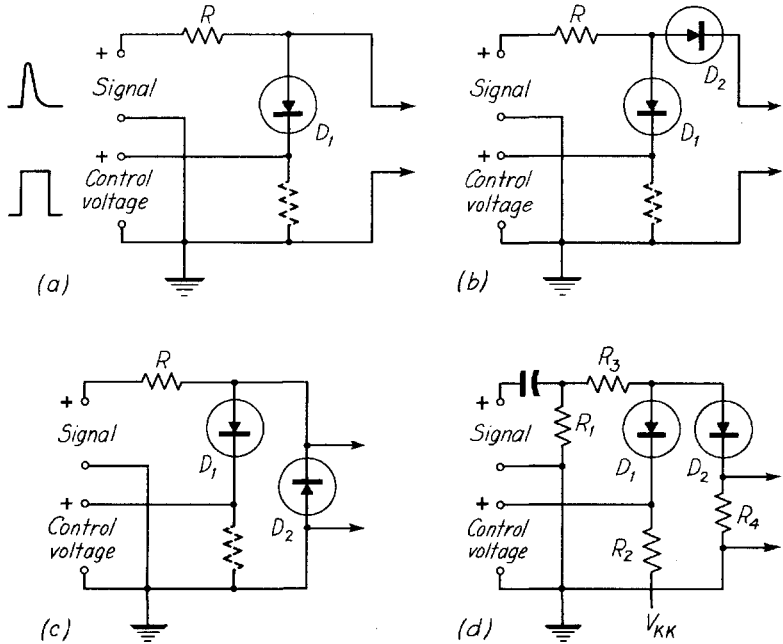 R
+
Signal
D1
+
Control
voltage
(a)
R
+
D2
Signal
D1
+
Control
voltage
(b)
R
+
Signal
D1
+
D2
Control
voltage
(c)
R3
+
R1
Signal
D1
D2
+
R4
Control
voltage
R2
VKK
(d)